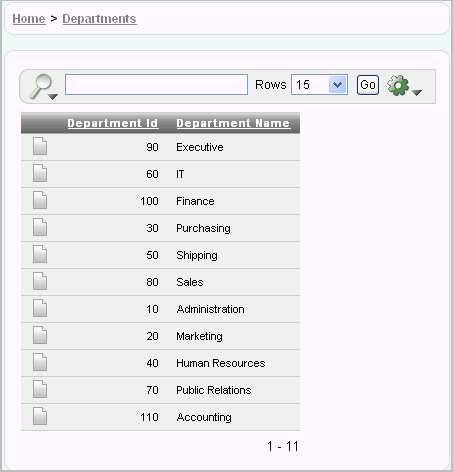 Home > Departments
Rows 15 Go
Department Id Department Name
90 Executive
60 IT
100 Finance
30 Purchasing
50 Shipping
80 Sales
10 Administration
20 Marketing
40 Human Resources
70 Public Relations
110 Accounting
1 - 11